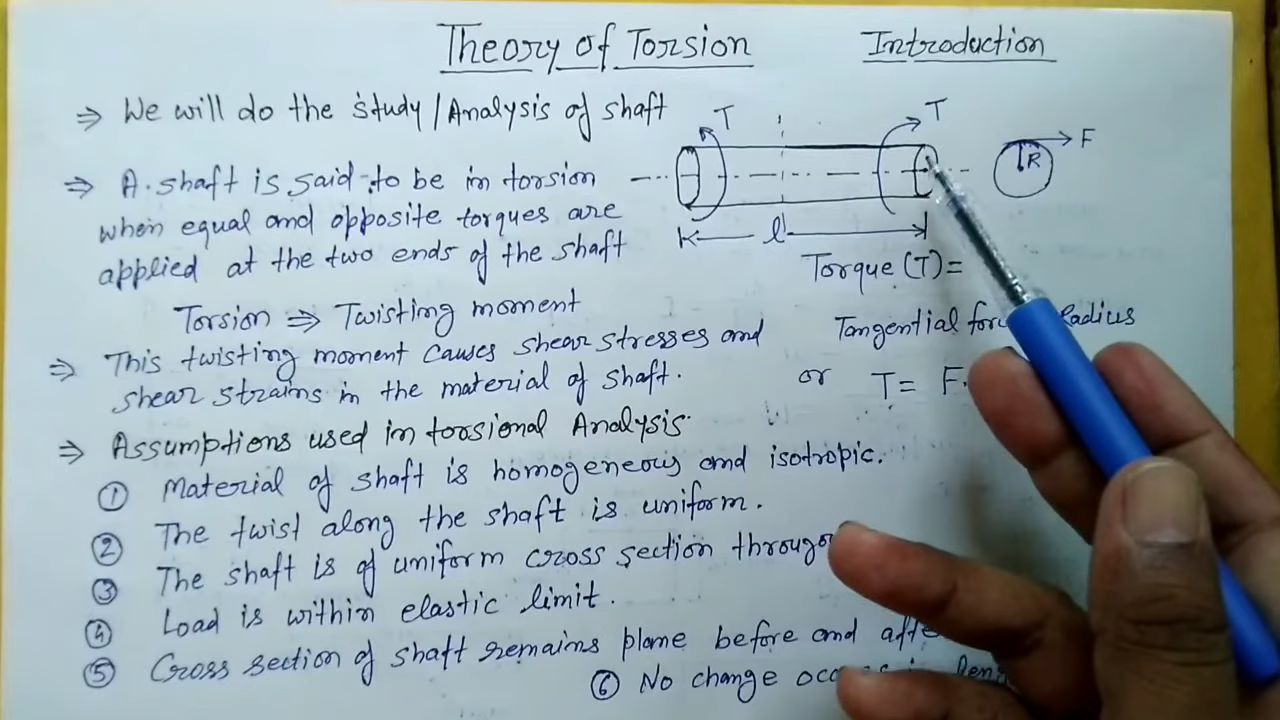 Theory of Torsion
Introduction
⇒ We will do the study/Analysis of shaft
⇒ A. shaft is said to be in torsion
when equal and opposite torques are
applied at the two ends of the shaft
Torsion ⇒ Twisting moment
⇒ This twisting moment causes shear stresses and
shear strains in the material of shaft.
T
T
F
R
l
Torque (T) =
Tangential Radius
or T = F.
⇒ Assumptions used in torsional Analysis.
① Material of shaft is homogeneous and isotropic.
② The twist along the shaft is uniform.
③ The shaft is of uniform cross section
④ Load is within elastic limit.
⑤ Cross section of shaft remains plane before and
⑥ No change